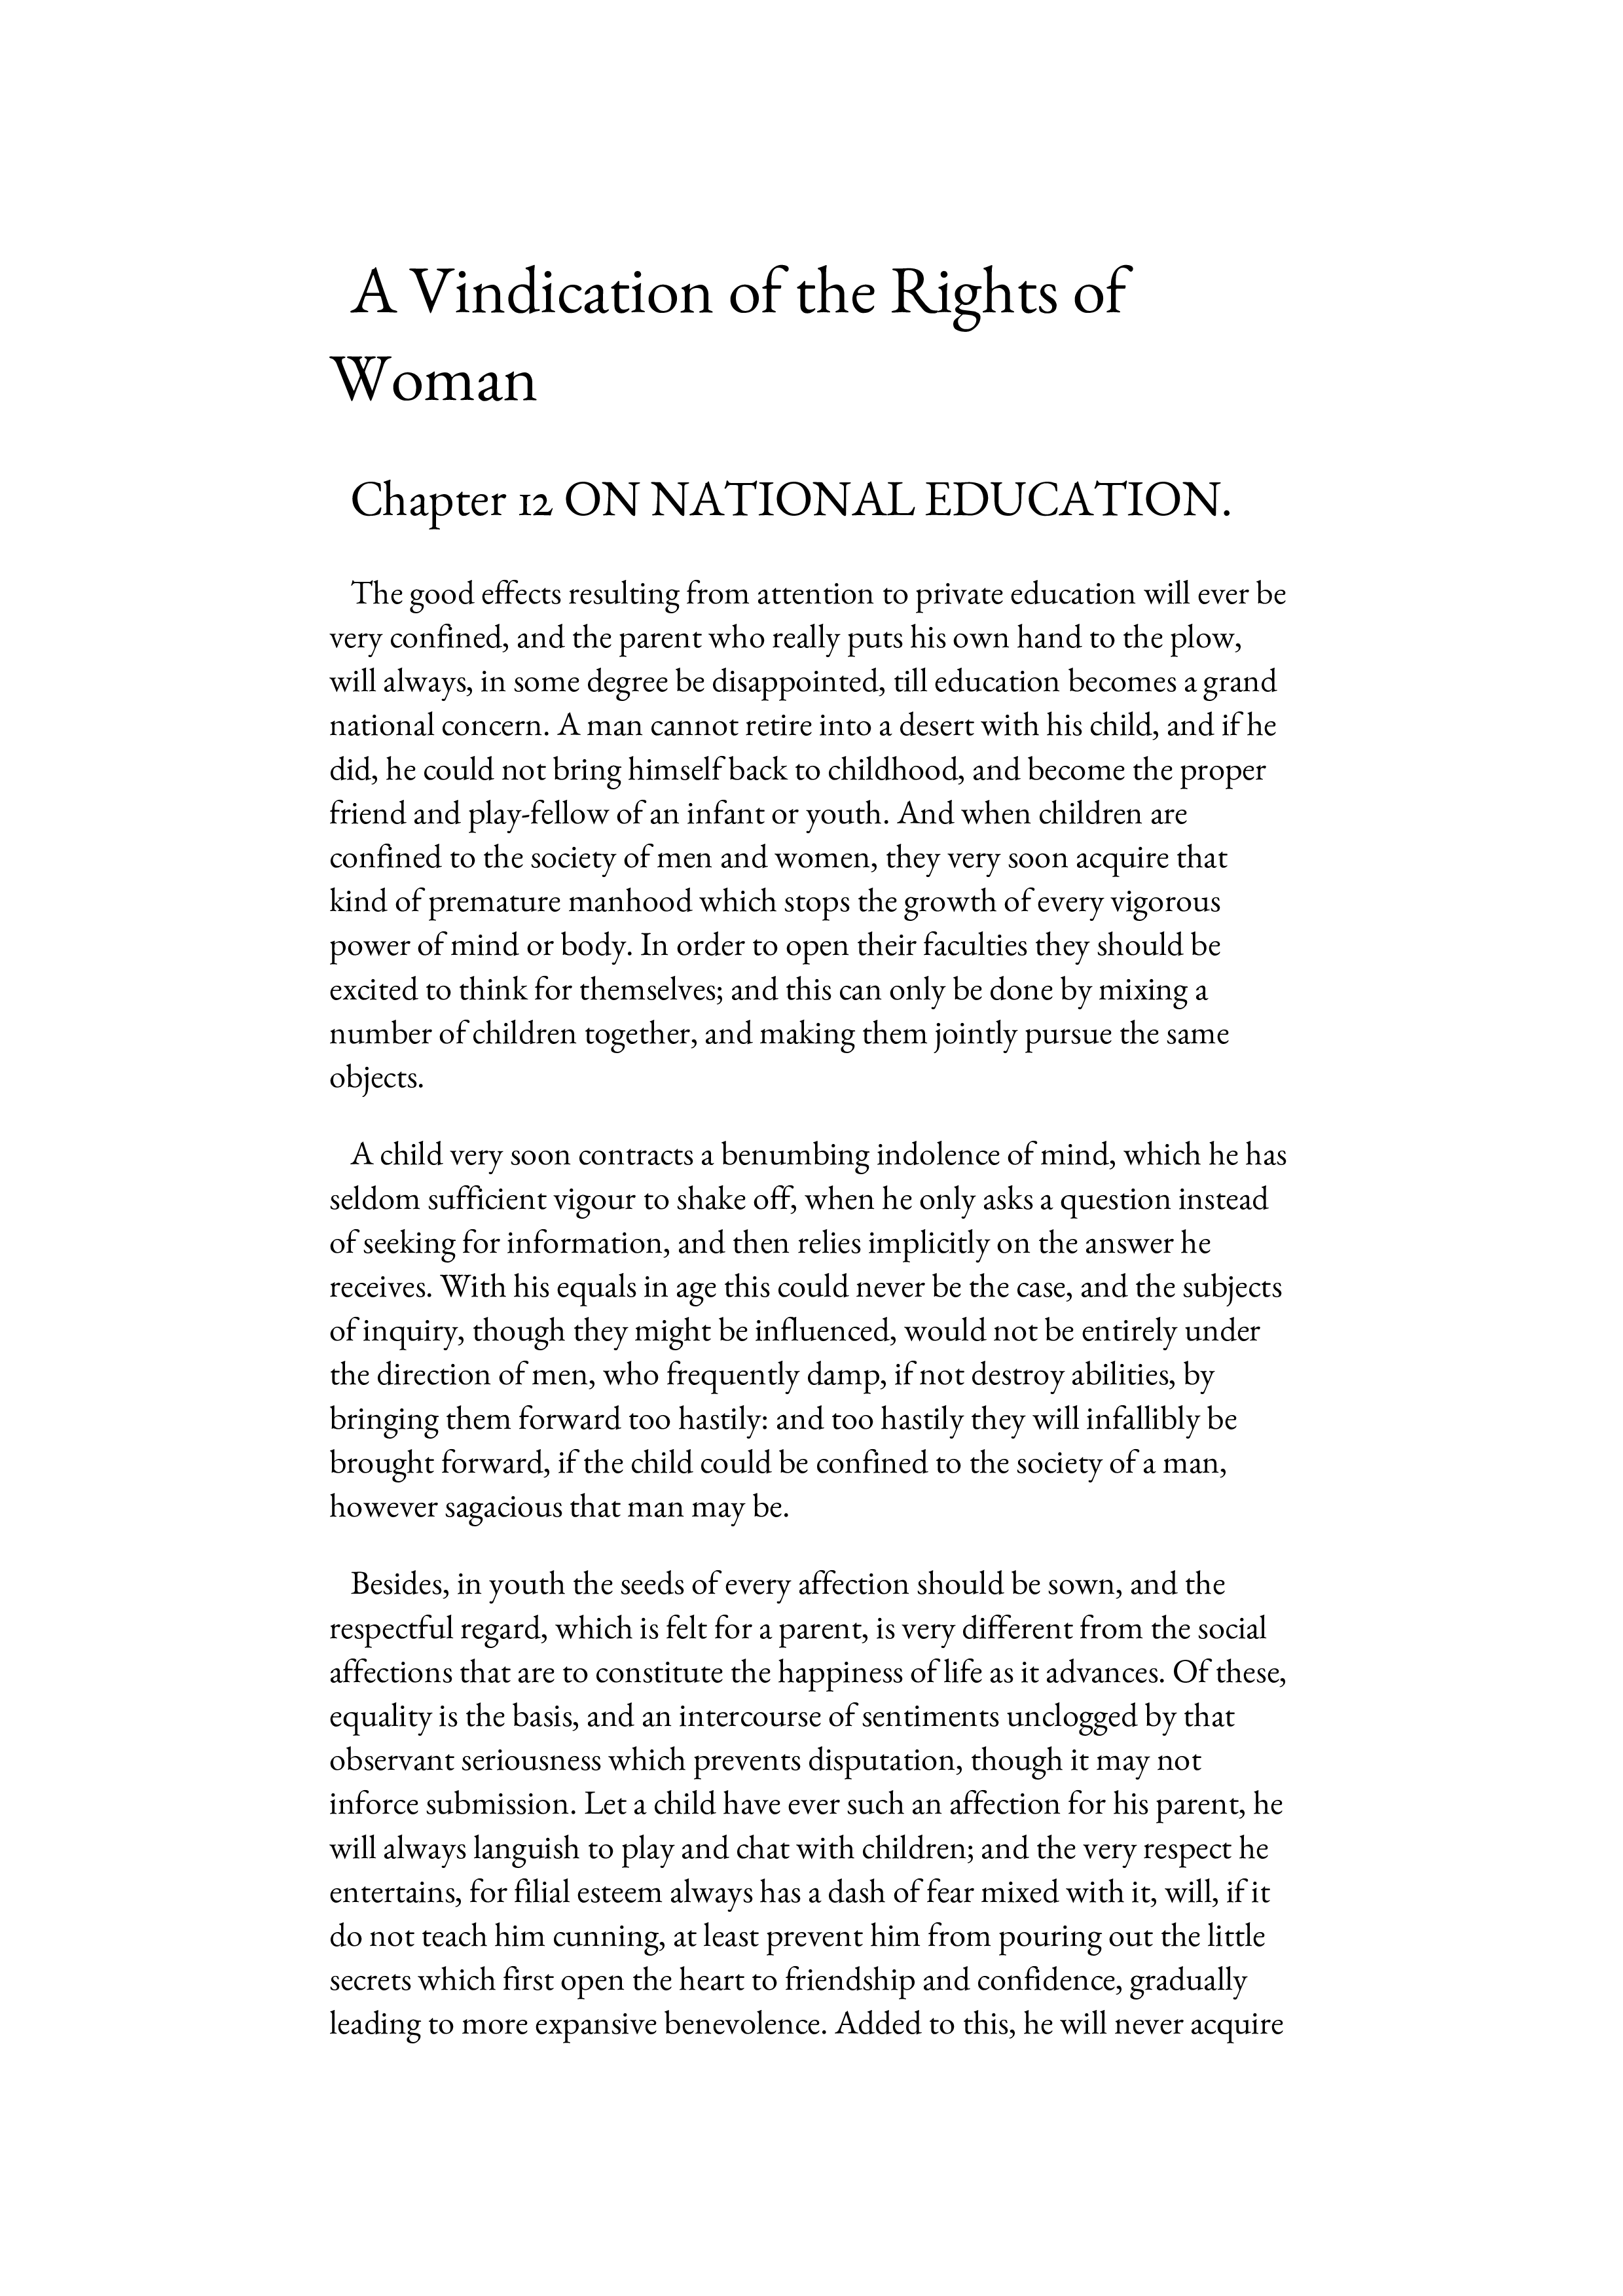 A Vindication of the Rights of
Woman
Chapter 12 ON NATIONAL EDUCATION.
The good effects resulting from attention to private education will ever be
very confined, and the parent who really puts his own hand to the plow,
will always, in some degree be disappointed, till education becomes a grand
national concern. A man cannot retire into a desert with his child, and if he
did, he could not bring himself back to childhood, and become the proper
friend and play-fellow of an infant or youth. And when children are
confined to the society of men and women, they very soon acquire that
kind of premature manhood which stops the growth of every vigorous
power of mind or body. In order to open their faculties they should be
excited to think for themselves; and this can only be done by mixing a
number of children together, and making them jointly pursue the same
objects.
A child very soon contracts a benumbing indolence of mind, which he has
seldom sufficient vigour to shake off, when he only asks a question instead
of seeking for information, and then relies implicitly on the answer he
receives. With his equals in age this could never be the case, and the subjects
of inquiry, though they might be influenced, would not be entirely under
the direction of men, who frequently damp, if not destroy abilities, by
bringing them forward too hastily: and too hastily they will infallibly be
brought forward, if the child could be confined to the society of a man,
however sagacious that man may be.
Besides, in youth the seeds of every affection should be sown, and the
respectful regard, which is felt for a parent, is very different from the social
affections that are to constitute the happiness of life as it advances. Of these,
equality is the basis, and an intercourse of sentiments unclogged by that
observant seriousness which prevents disputation, though it may not
inforce submission. Let a child have ever such an affection for his parent, he
will always languish to play and chat with children; and the very respect he
entertains, for filial esteem always has a dash of fear mixed with it, will, if it
do not teach him cunning, at least prevent him from pouring out the little
secrets which first open the heart to friendship and confidence, gradually
leading to more expansive benevolence. Added to this, he will never acquire